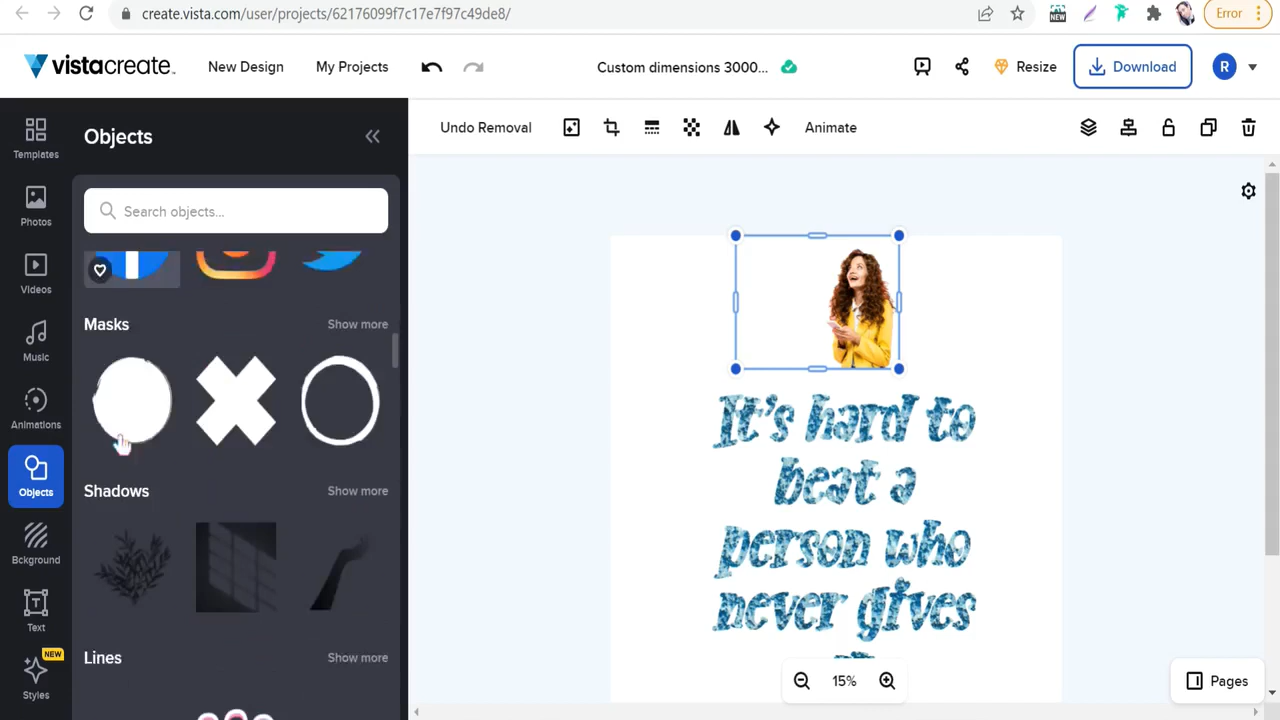 create.vista.com/user/projects/62176099f7c17e7f97c49de8/
NEW
Error
vistacreate
New Design
My Projects
Custom dimensions 3000...
Resize
Download
R
Templates
Photos
Videos
Music
Animations
Objects
Bckground
Text
NEW
Styles
Objects
Search objects...
Masks
Show more
Shadows
Show more
Lines
Show more
Undo Removal
Animate
It's hard to
beat a
person who
never gives
15%
Pages